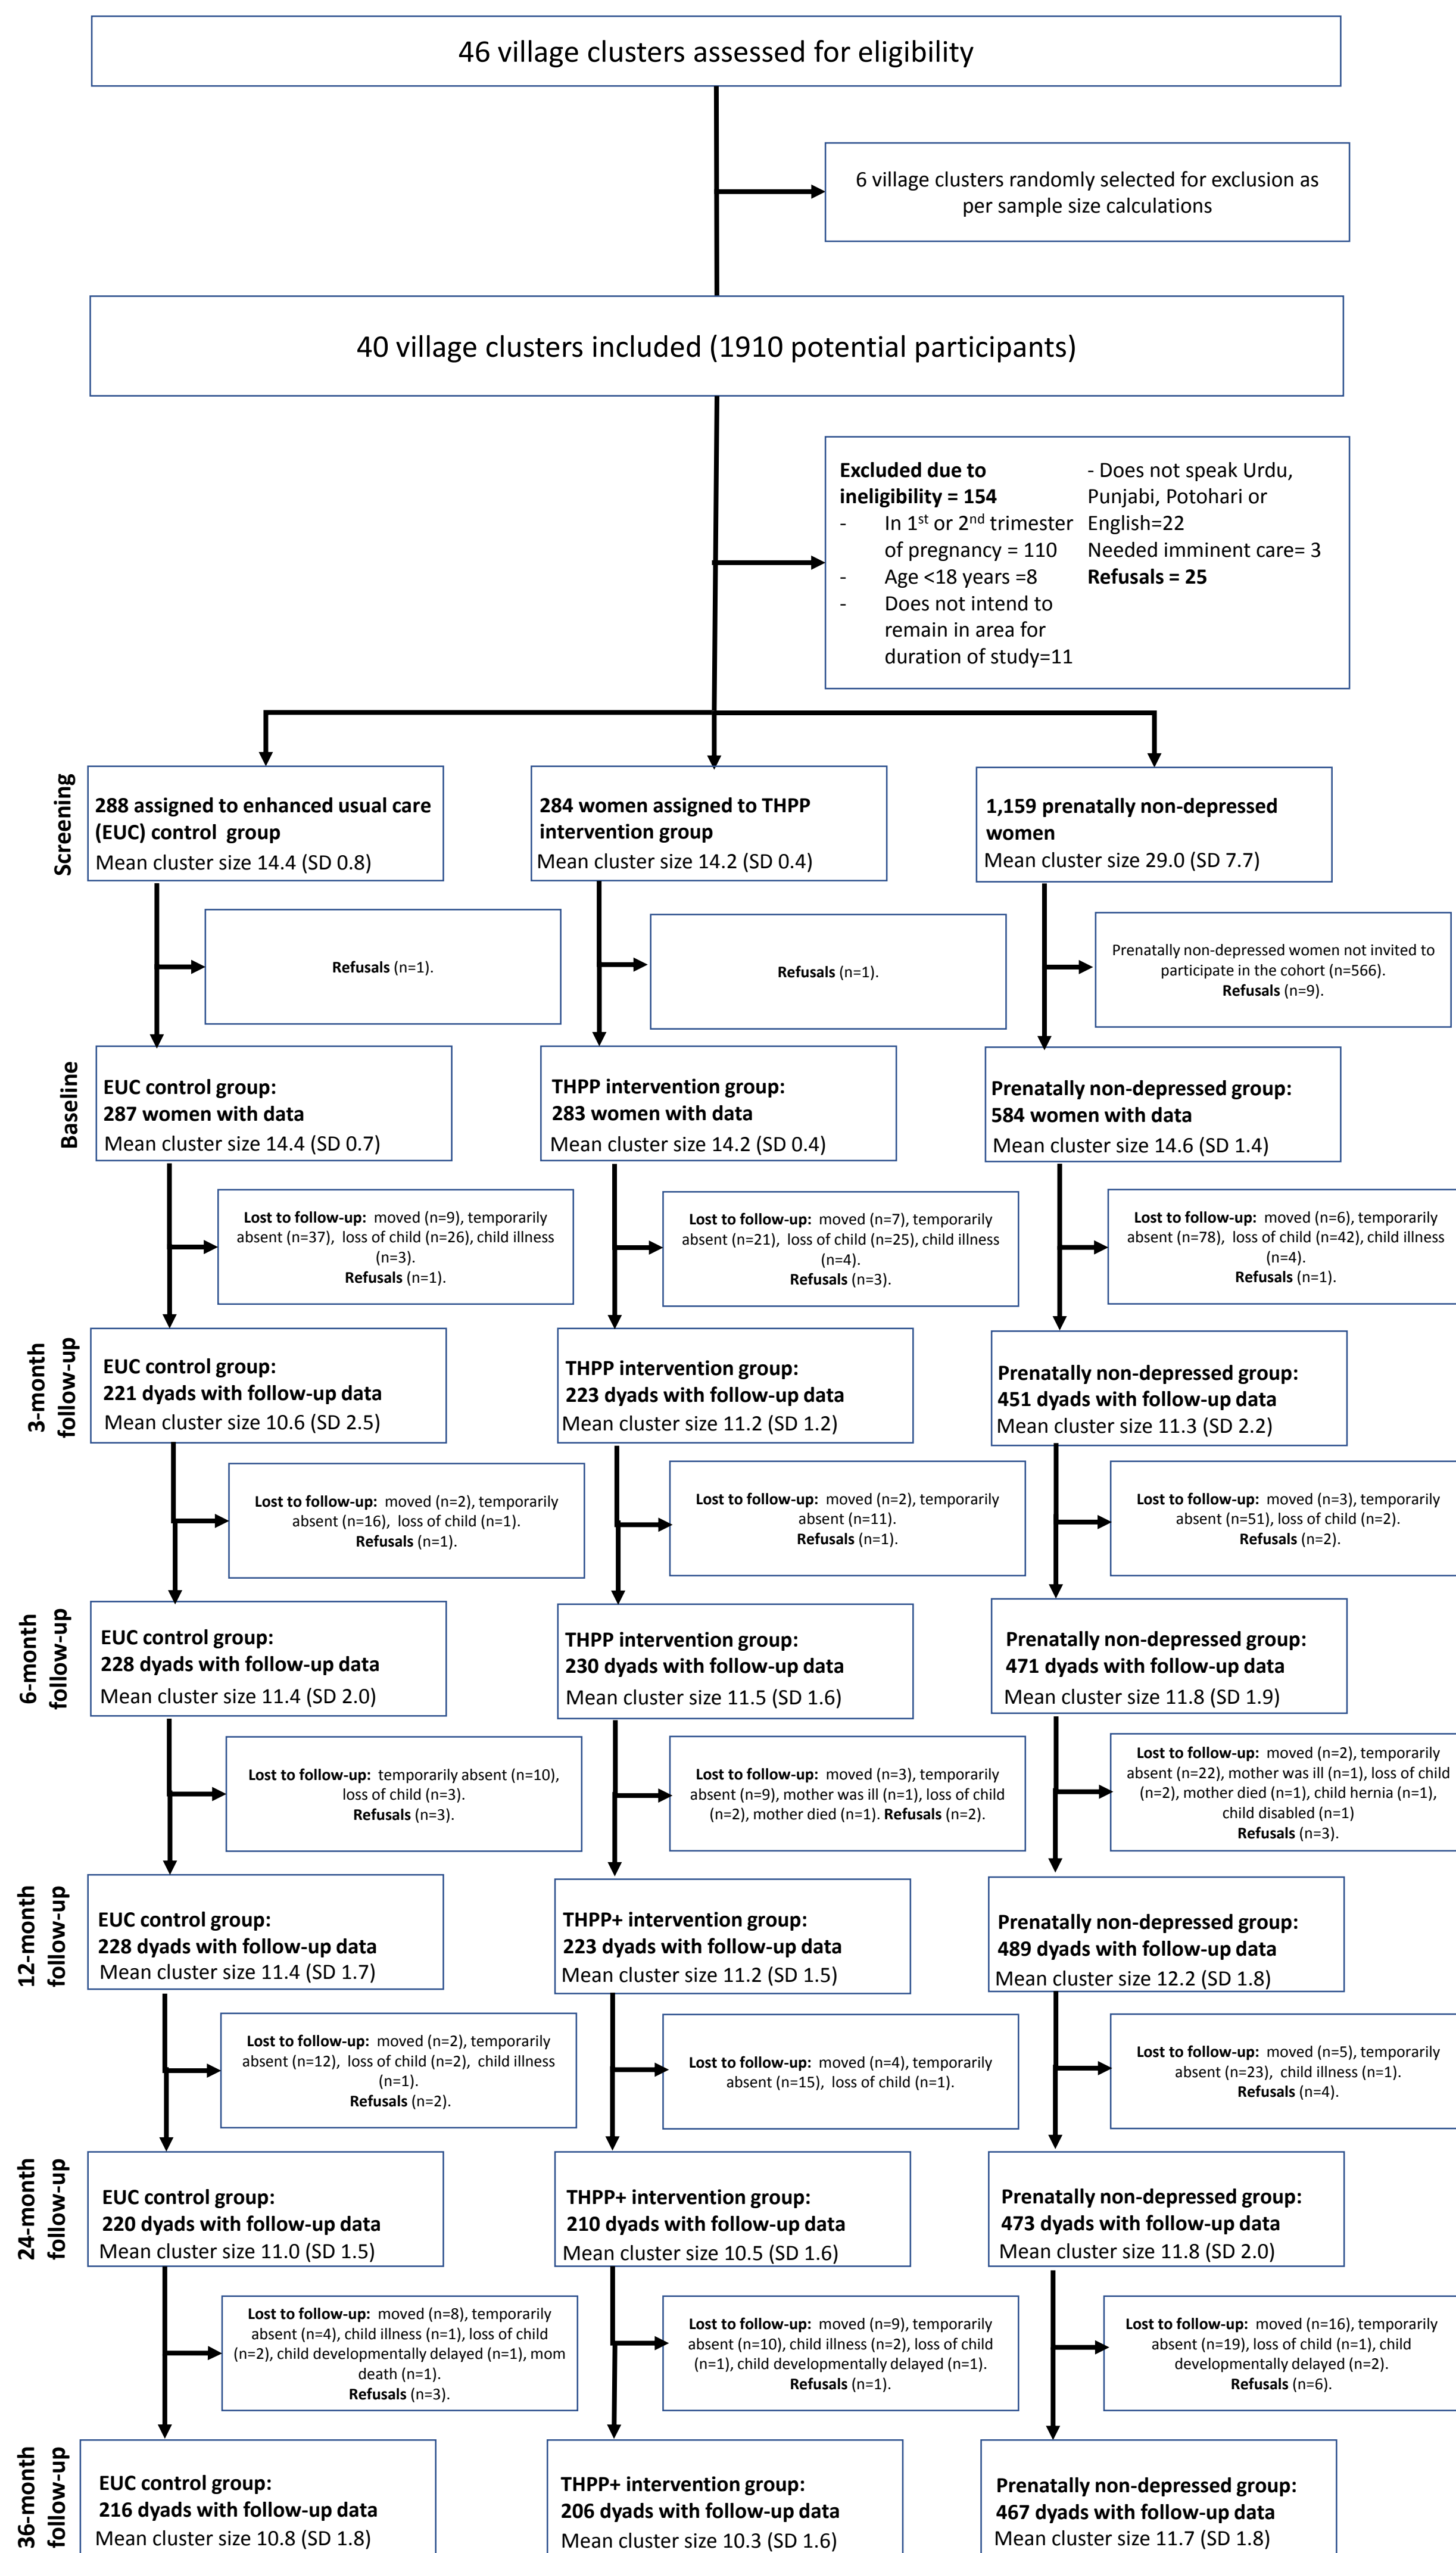 46 village clusters assessed for eligibility
6 village clusters randomly selected for exclusion as
per sample size calculations
40 village clusters included (1910 potential participants)
Excluded due to
ineligibility = 154
- In 1st or 2nd trimester
of pregnancy = 110
- Age <18 years =8
- Does not intend to
remain in area for
duration of study=11
- Does not speak Urdu,
Punjabi, Potohari or
English=22
Needed imminent care= 3
Refusals = 25
Screening
288 assigned to enhanced usual care
(EUC) control group
Mean cluster size 14.4 (SD 0.8)
284 women assigned to THPP
intervention group
Mean cluster size 14.2 (SD 0.4)
1,159 prenatally non-depressed
women
Mean cluster size 29.0 (SD 7.7)
Refusals (n=1).
Refusals (n=1).
Prenatally non-depressed women not invited to
participate in the cohort (n=566).
Refusals (n=9).
Baseline
EUC control group:
287 women with data
Mean cluster size 14.4 (SD 0.7)
THPP intervention group:
283 women with data
Mean cluster size 14.2 (SD 0.4)
Prenatally non-depressed group:
584 women with data
Mean cluster size 14.6 (SD 1.4)
Lost to follow-up: moved (n=9), temporarily
absent (n=37), loss of child (n=26), child illness
(n=3).
Refusals (n=1).
Lost to follow-up: moved (n=7), temporarily
absent (n=21), loss of child (n=25), child illness
(n=4).
Refusals (n=3).
Lost to follow-up: moved (n=6), temporarily
absent (n=78), loss of child (n=42), child illness
(n=4).
Refusals (n=1).
3-month
follow-up
EUC control group:
221 dyads with follow-up data
Mean cluster size 10.6 (SD 2.5)
THPP intervention group:
223 dyads with follow-up data
Mean cluster size 11.2 (SD 1.2)
Prenatally non-depressed group:
451 dyads with follow-up data
Mean cluster size 11.3 (SD 2.2)
Lost to follow-up: moved (n=2), temporarily
absent (n=16), loss of child (n=1).
Refusals (n=1).
Lost to follow-up: moved (n=2), temporarily
absent (n=11).
Refusals (n=1).
Lost to follow-up: moved (n=3), temporarily
absent (n=51), loss of child (n=2).
Refusals (n=2).
6-month
follow-up
EUC control group:
228 dyads with follow-up data
Mean cluster size 11.4 (SD 2.0)
THPP intervention group:
230 dyads with follow-up data
Mean cluster size 11.5 (SD 1.6)
Prenatally non-depressed group:
471 dyads with follow-up data
Mean cluster size 11.8 (SD 1.9)
Lost to follow-up: temporarily absent (n=10),
loss of child (n=3).
Refusals (n=3).
Lost to follow-up: moved (n=3), temporarily
absent (n=9), mother was ill (n=1), loss of child
(n=2), mother died (n=1). Refusals (n=2).
Lost to follow-up: moved (n=2), temporarily
absent (n=22), mother was ill (n=1), loss of child
(n=2), mother died (n=1), child hernia (n=1),
child disabled (n=1)
Refusals (n=3).
12-month
follow-up
EUC control group:
228 dyads with follow-up data
Mean cluster size 11.4 (SD 1.7)
THPP+ intervention group:
223 dyads with follow-up data
Mean cluster size 11.2 (SD 1.5)
Prenatally non-depressed group:
489 dyads with follow-up data
Mean cluster size 12.2 (SD 1.8)
Lost to follow-up: moved (n=2), temporarily
absent (n=12), loss of child (n=2), child illness
(n=1).
Refusals (n=2).
Lost to follow-up: moved (n=4), temporarily
absent (n=15), loss of child (n=1).
Lost to follow-up: moved (n=5), temporarily
absent (n=23), child illness (n=1).
Refusals (n=4).
24-month
follow-up
EUC control group:
220 dyads with follow-up data
Mean cluster size 11.0 (SD 1.5)
THPP+ intervention group:
210 dyads with follow-up data
Mean cluster size 10.5 (SD 1.6)
Prenatally non-depressed group:
473 dyads with follow-up data
Mean cluster size 11.8 (SD 2.0)
Lost to follow-up: moved (n=8), temporarily
absent (n=4), child illness (n=1), loss of child
(n=2), child developmentally delayed (n=1), mom
death (n=1).
Refusals (n=3).
Lost to follow-up: moved (n=9), temporarily
absent (n=10), child illness (n=2), loss of child
(n=1), child developmentally delayed (n=1).
Refusals (n=1).
Lost to follow-up: moved (n=16), temporarily
absent (n=19), loss of child (n=1), child
developmentally delayed (n=2).
Refusals (n=6).
36-month
follow-up
EUC control group:
216 dyads with follow-up data
Mean cluster size 10.8 (SD 1.8)
THPP+ intervention group:
206 dyads with follow-up data
Mean cluster size 10.3 (SD 1.6)
Prenatally non-depressed group:
467 dyads with follow-up data
Mean cluster size 11.7 (SD 1.8)